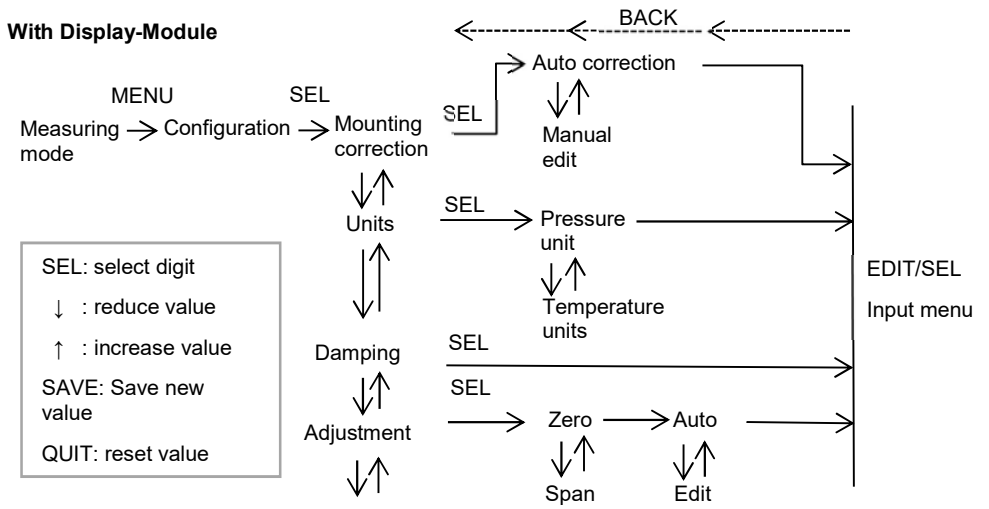 With Display-Module
BACK
Auto correction
MENU
SEL
SEL
Measuring
mode
Configuration
Mounting
correction
Manual
edit
Units
SEL
Pressure
unit
Temperature
units
SEL: select digit
↓ : reduce value
↑ : increase value
SAVE: Save new
value
QUIT: reset value
EDIT/SEL
Input menu
Damping
SEL
SEL
Adjustment
Zero
Auto
Span
Edit